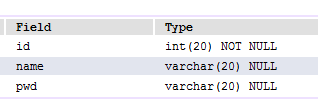 Field Type
id int(20) NOT NULL
name varchar(20) NULL
pwd varchar(20) NULL